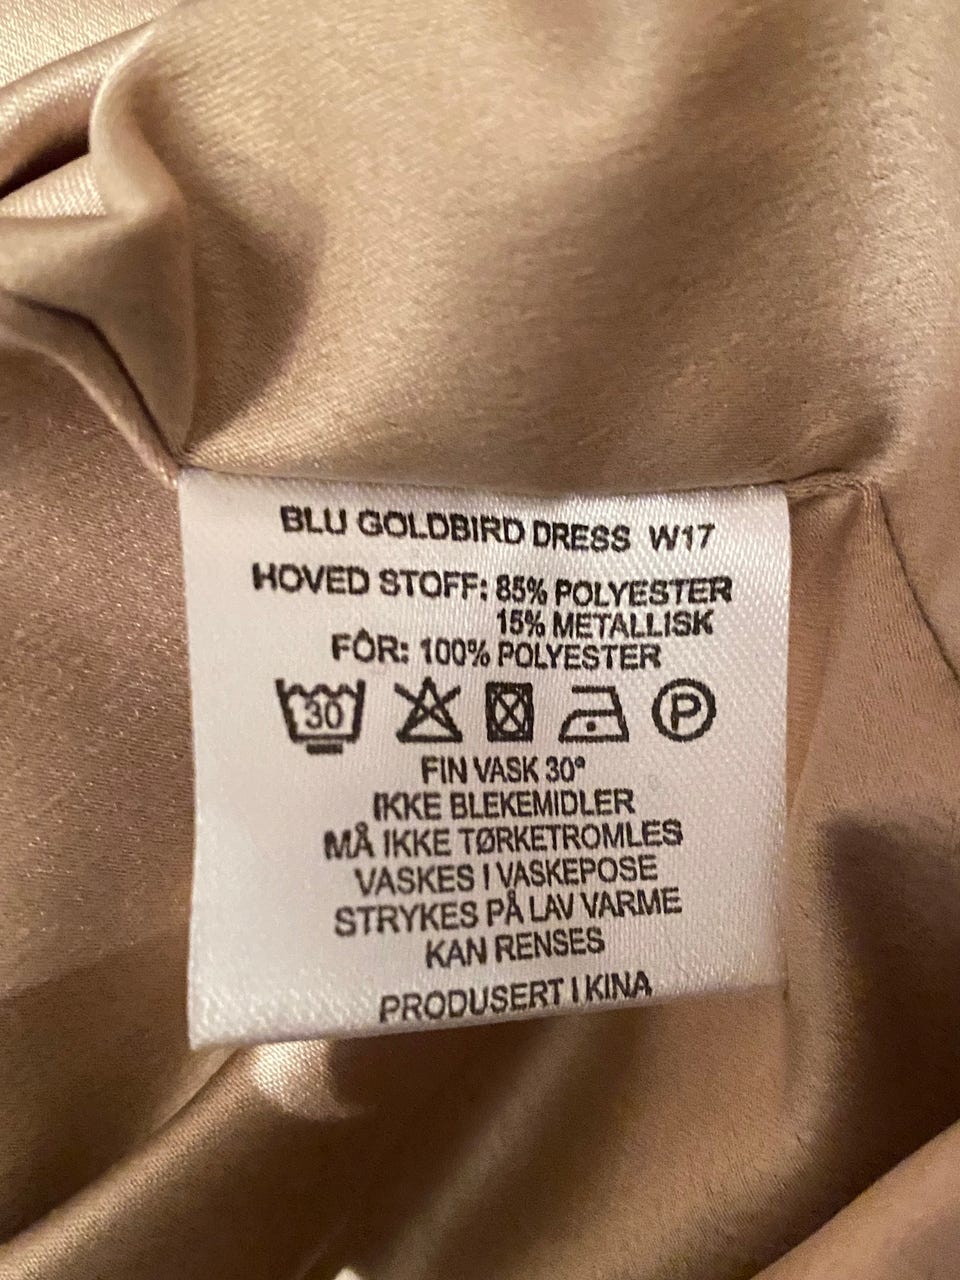 BLU GOLDBIRD DRESS W17
HOVED STOFF: 85% POLYESTER
15% METALLISK
FÔR: 100% POLYESTER
30 P
FIN VASK 30°
IKKE BLEKEMIDLER
MÅ IKKE TØRKETROMLES
VASKES I VASKEPOSE
STRYKES PÅ LAV VARME
KAN RENSES
PRODUSERT I KINA